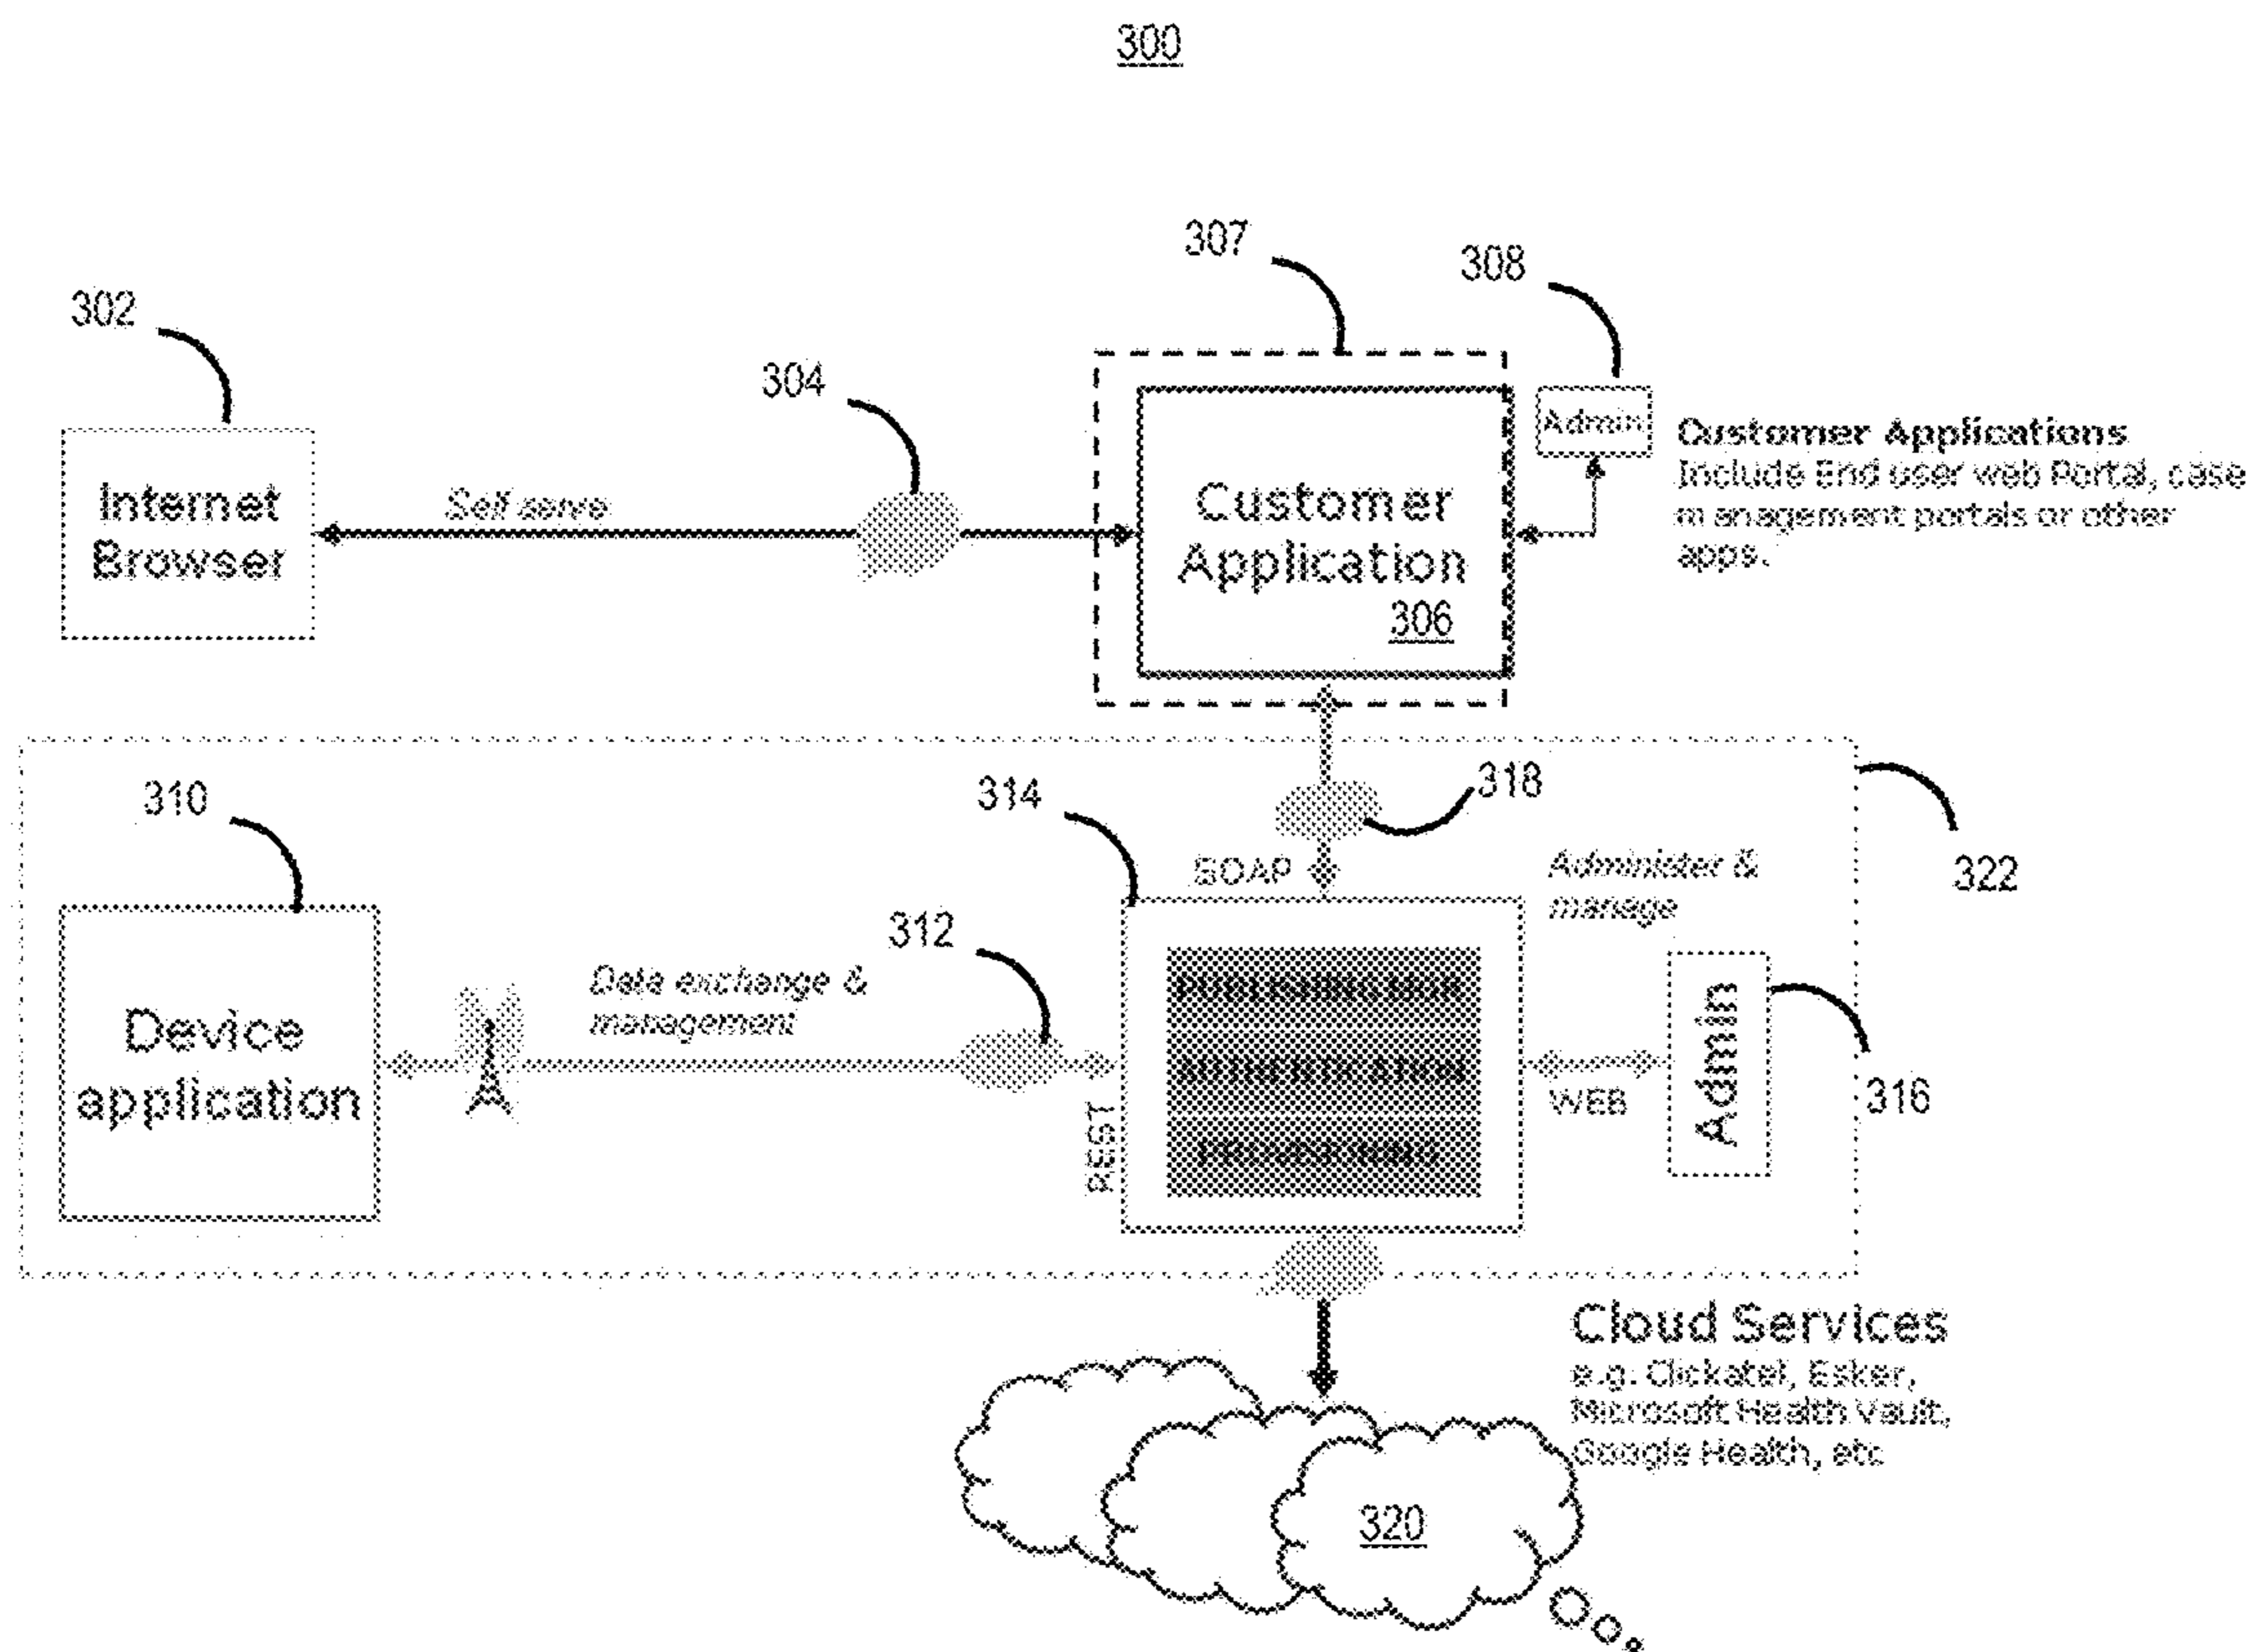 300
307
308
302
304
Admin
Customer Applications
Include End user web Portal, case
management portals or other
apps.
Internet
Browser
Self serve
Customer
Application
306
310
314
318
SOAP
Administer &
manage
322
312
Device
application
Data exchange &
management
REST
AUTHENTICATION
PROVISIONING
WEB
Admin
316
Cloud Services
e.g: Clickatel, Esker,
Microsoft Health Vault,
Google Health, etc
320